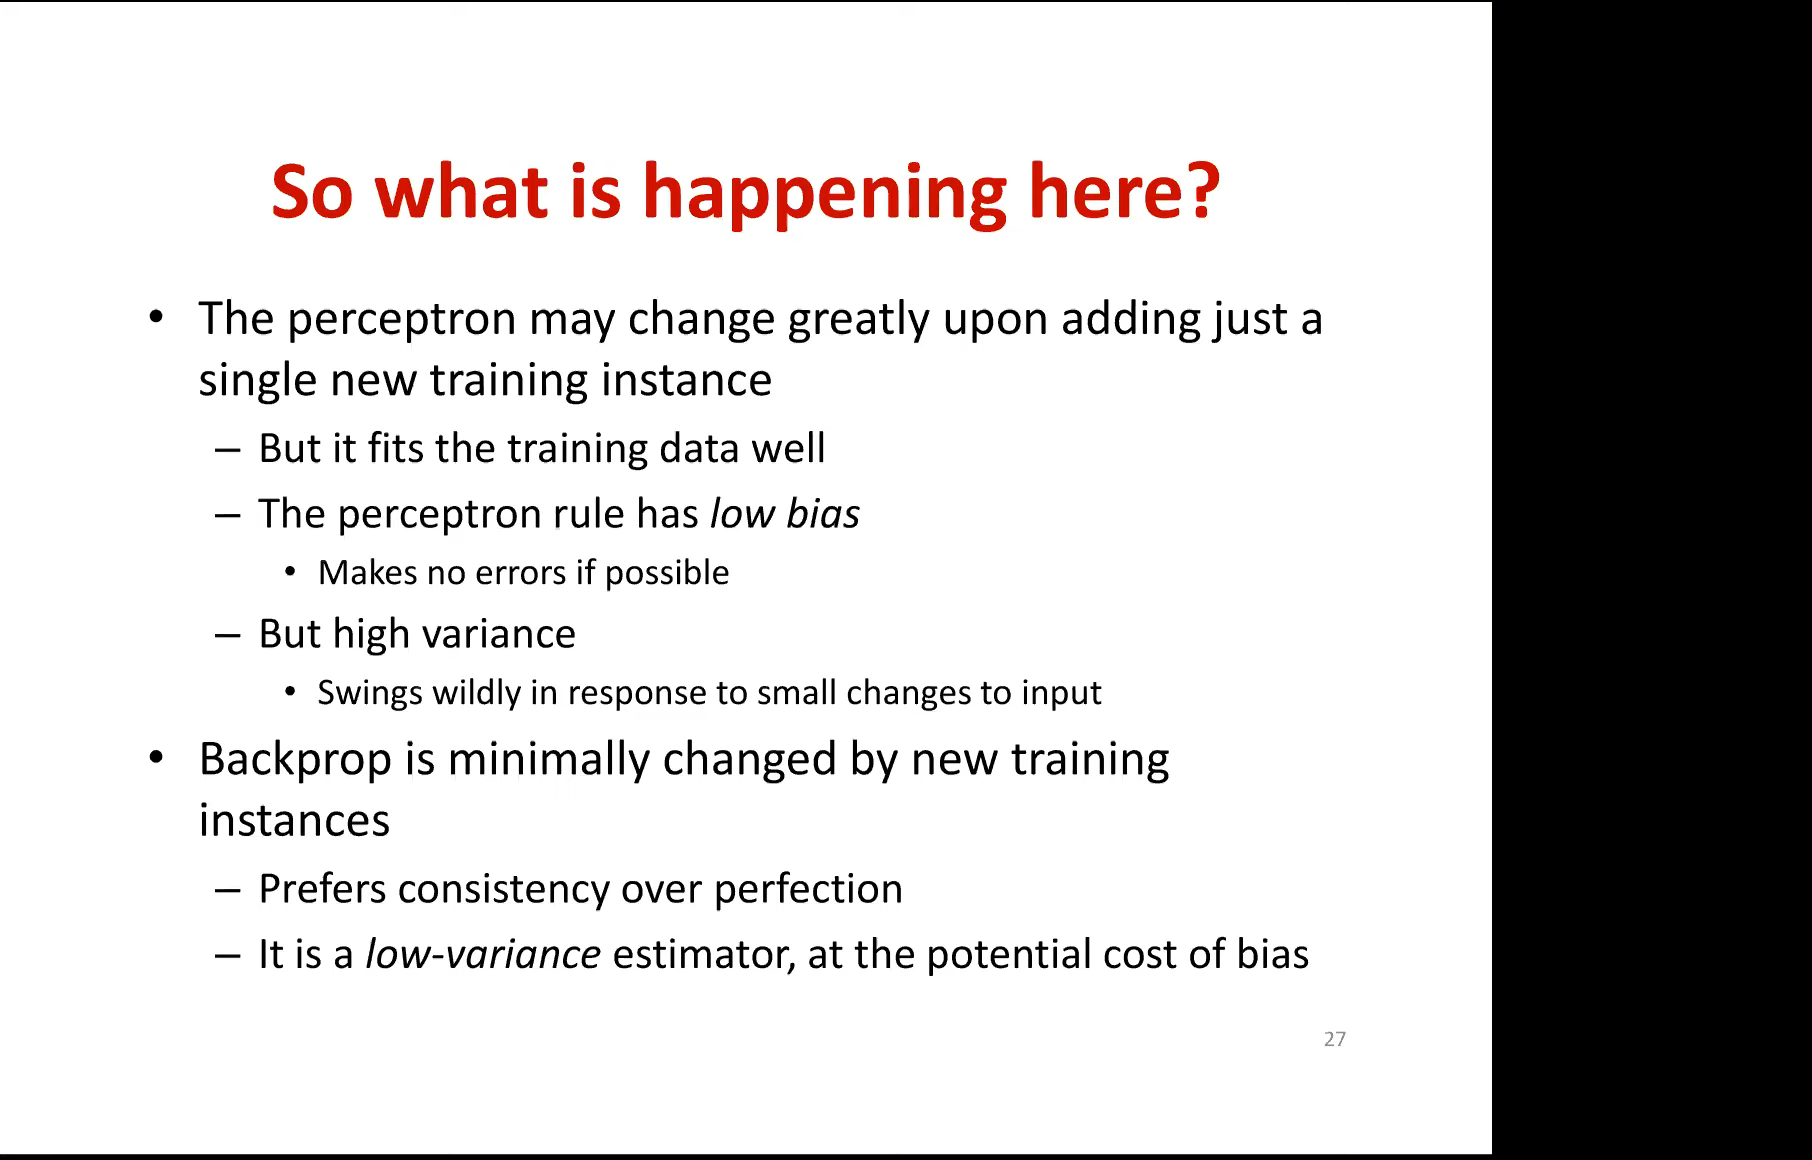 So what is happening here?
• The perceptron may change greatly upon adding just a
single new training instance
– But it fits the training data well
– The perceptron rule has low bias
• Makes no errors if possible
– But high variance
• Swings wildly in response to small changes to input
• Backprop is minimally changed by new training
instances
– Prefers consistency over perfection
– It is a low-variance estimator, at the potential cost of bias
27